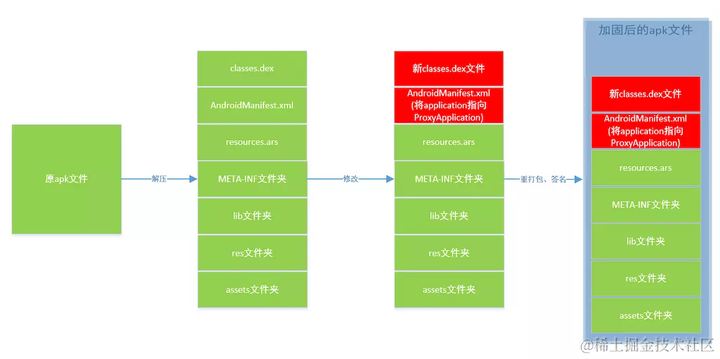 原apk文件
解压
classes.dex
AndroidManifest.xml
resources.ars
META-INF文件夹
lib文件夹
res文件夹
assets文件夹
修改
新classes.dex文件
AndroidManifest.xml
(将application指向
ProxyApplication)
resources.ars
META-INF文件夹
lib文件夹
res文件夹
assets文件夹
重打包、签名
加固后的apk文件
新classes.dex文件
AndroidManifest.xml
(将application指向
ProxyApplication)
resources.ars
META-INF文件夹
lib文件夹
res文件夹
assets文件夹
@稀土掘金技术社区